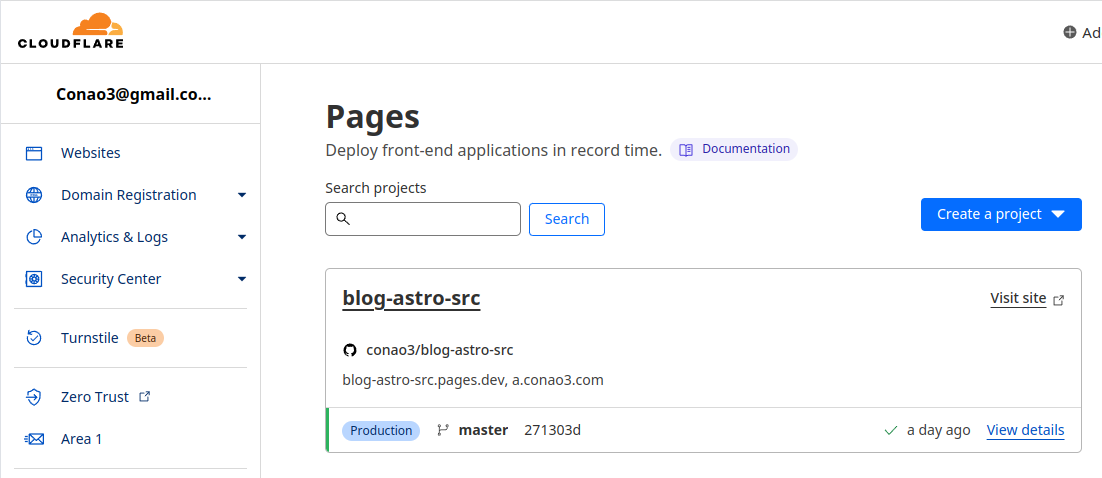 CLOUDFLARE
Ad
Conao3@gmail.co...
Websites
Domain Registration
Analytics & Logs
Security Center
Turnstile Beta
Zero Trust
Area 1
Pages
Deploy front-end applications in record time. Documentation
Search projects
Search
Create a project
blog-astro-src
Visit site
conao3/blog-astro-src
blog-astro-src.pages.dev, a.conao3.com
Production master 271303d a day ago View details